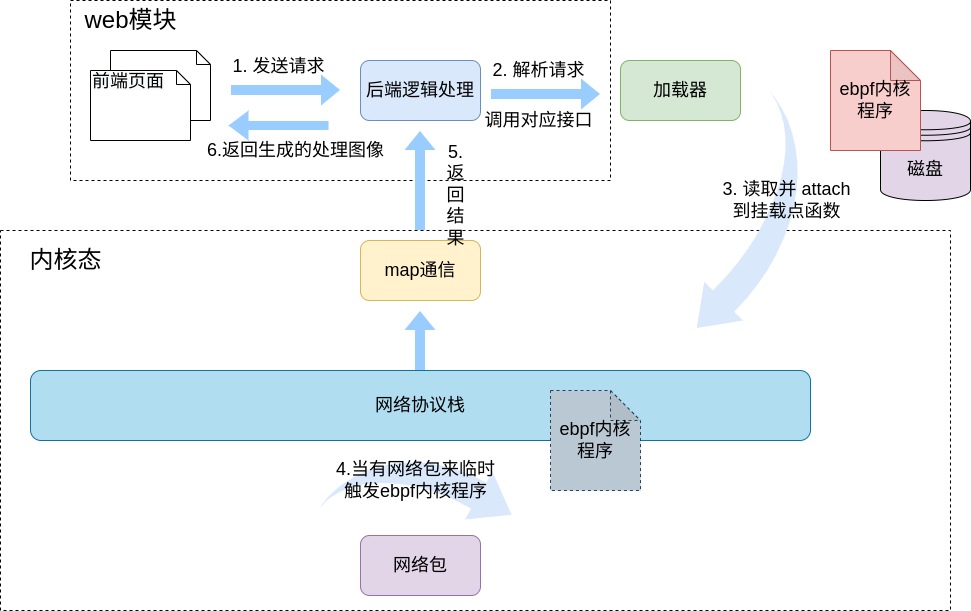 web模块
前端页面
1. 发送请求
6.返回生成的处理图像
后端逻辑处理
2. 解析请求
调用对应接口
加载器
ebpf内核
程序
磁盘
3. 读取并 attach
到挂载点函数
5.
返
回
结
果
内核态
map通信
网络协议栈
ebpf内核
程序
4.当有网络包来临时
触发ebpf内核程序
网络包